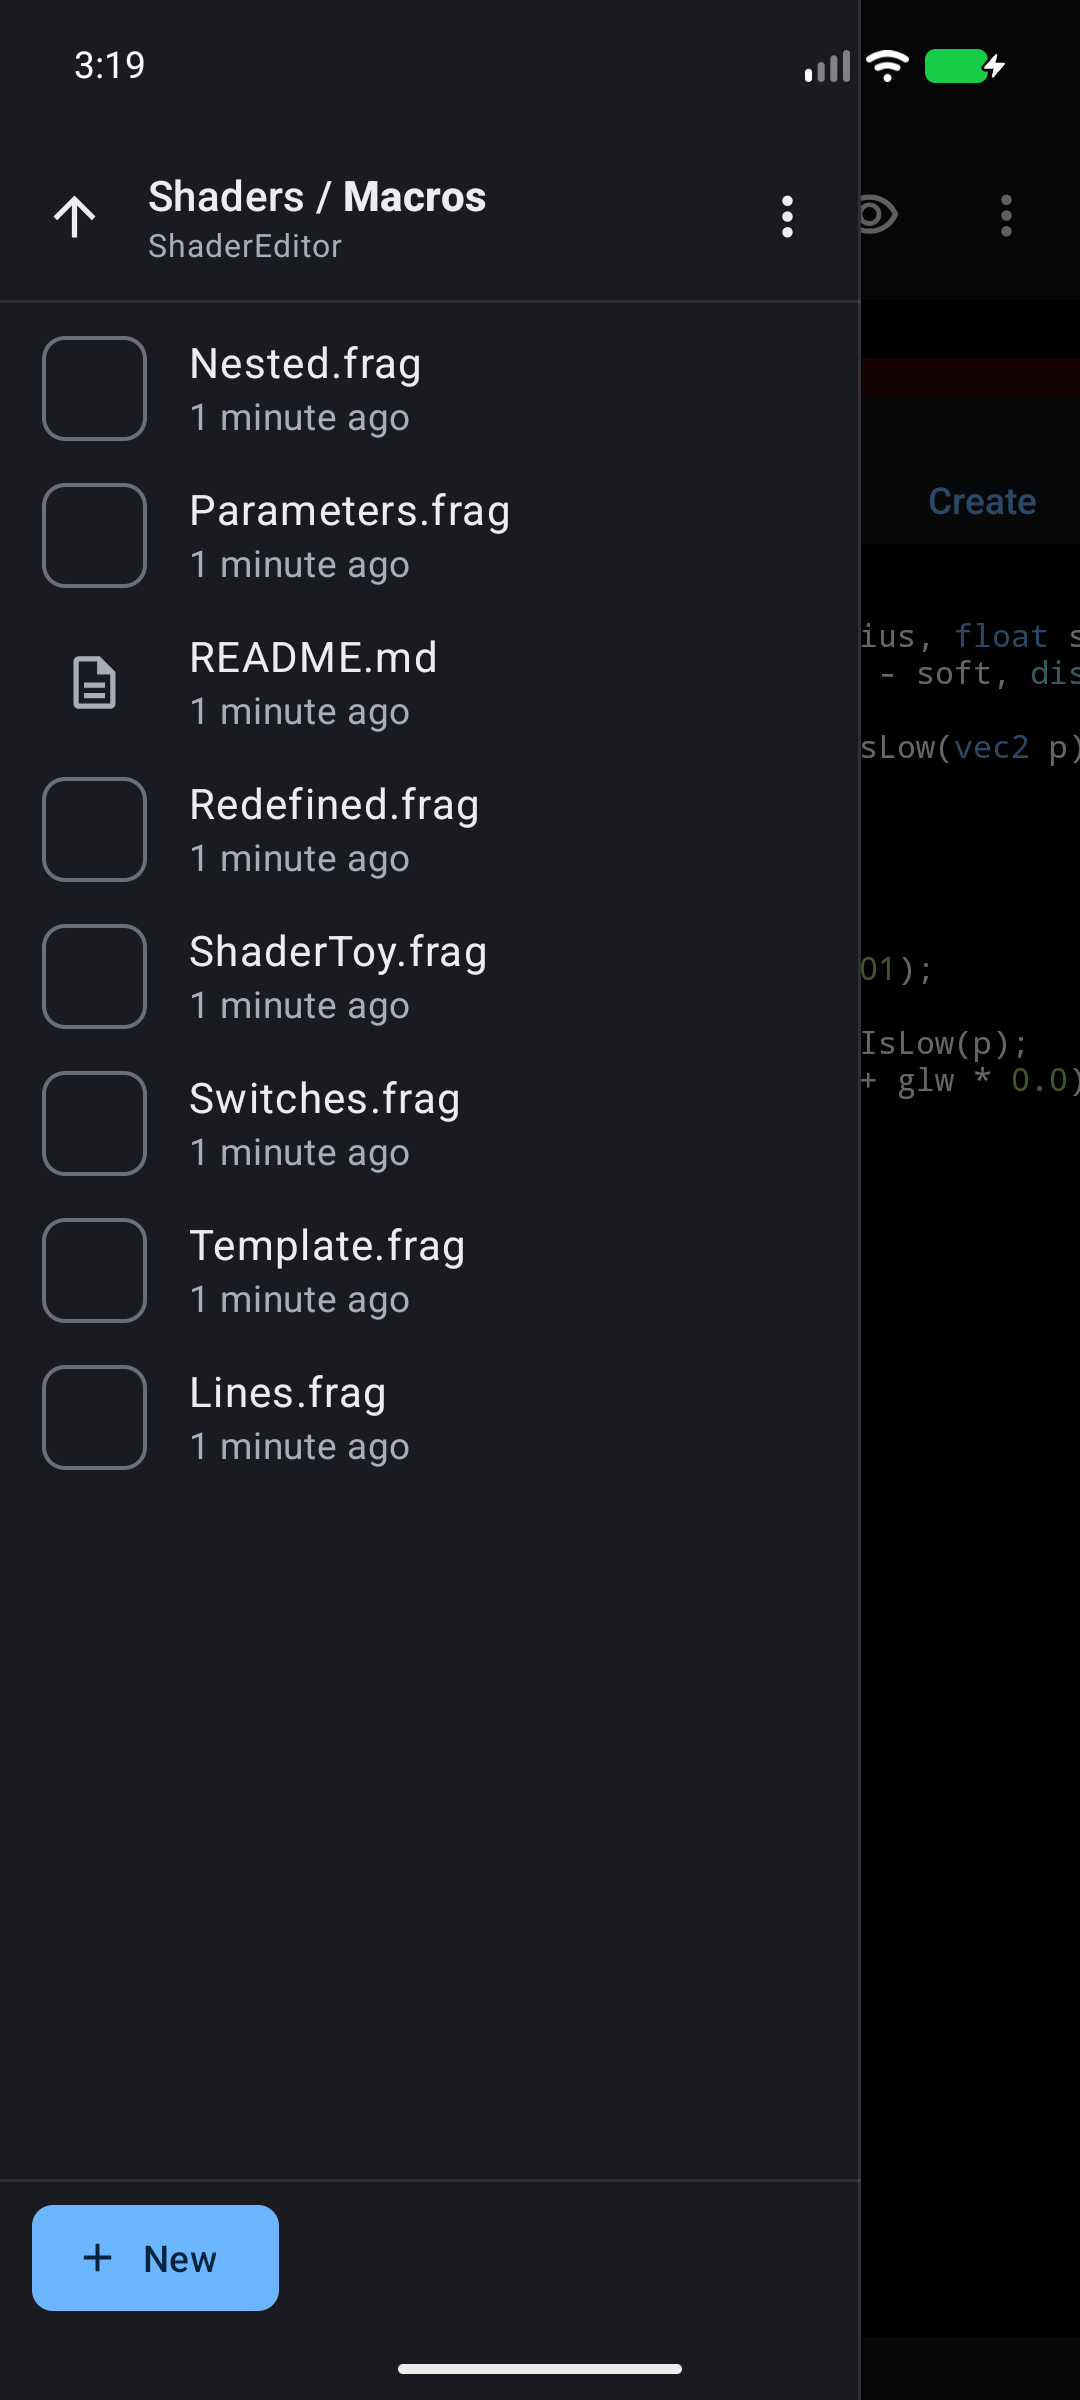 3:19
Shaders / Macros
ShaderEditor
Nested.frag
1 minute ago
Parameters.frag
1 minute ago
README.md
1 minute ago
Redefined.frag
1 minute ago
ShaderToy.frag
1 minute ago
Switches.frag
1 minute ago
Template.frag
1 minute ago
Lines.frag
1 minute ago
New
Create
ius, float s
- soft, dis
sLow(vec2 p)
01);
IsLow(p);
+ glw * 0.0)